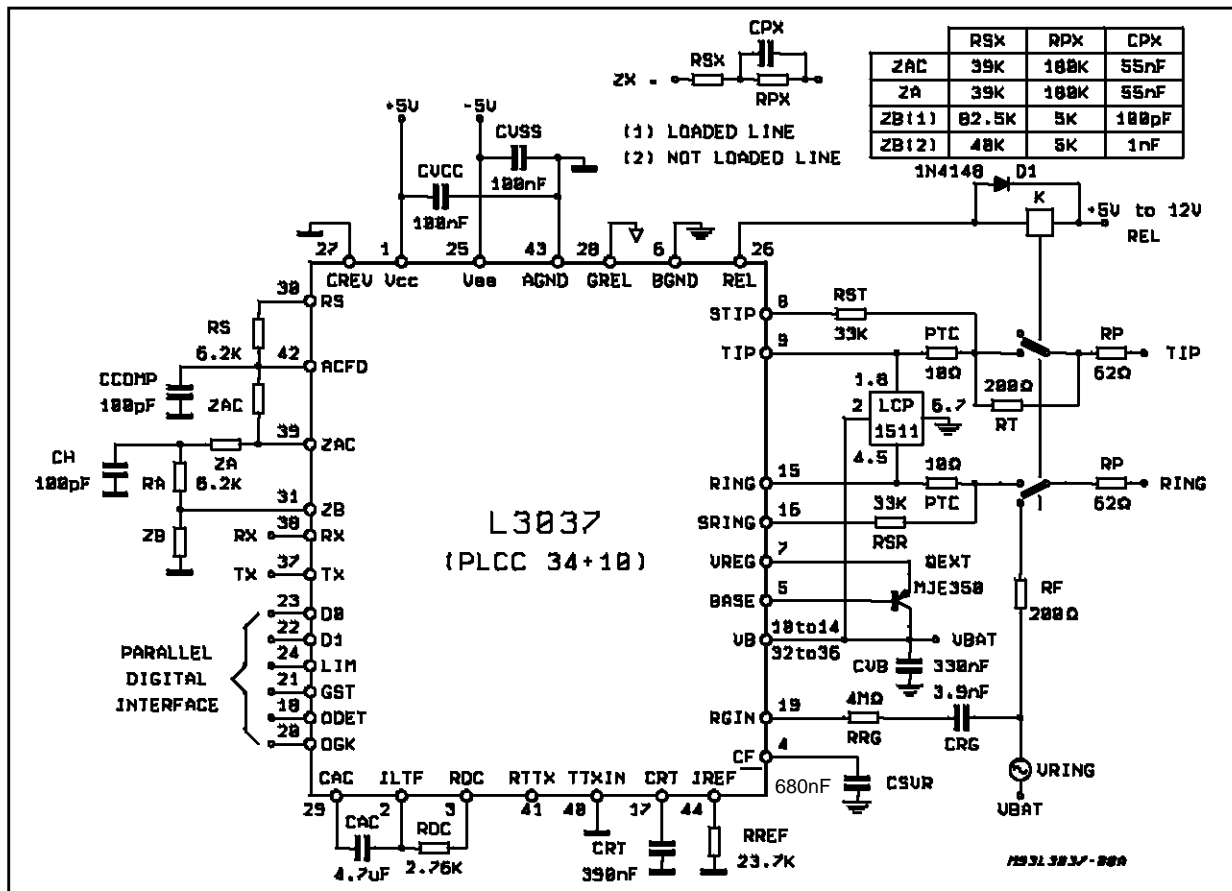 CPX
RSX
ZX =
RPX
RSX RPX CPX
ZAC 39K 100K 55nF
ZA 39K 100K 55nF
ZB(1) 82.5K 5K 100pF
ZB(2) 40K 5K 1nF
(1) LOADED LINE
(2) NOT LOADED LINE
+5V
-5V
CVSS
100nF
CVCC
100nF
1N4148 D1
K
+5V to 12V
REL
27 1 25 43 28 6 26
CREV Vcc Vss AGND GREL BGND REL
30
RS
RS
6.2K
42
ACFD
CCOMP
100pF
ZAC
39
ZAC
CH
100pF
ZA
RA
6.2K
31
ZB
ZB
38
RX RX
37
TX TX
23
D0
22
D1
24
LIM
21
GST
18
ODET
20
OGK
PARALLEL
DIGITAL
INTERFACE
L3037
(PLCC 34+10)
STIP
8
RST
33K
TIP
9
PTC
10Ω
200Ω
RT
RP
62Ω
TIP
1.8
2
LCP
1511
6.7
4.5
RING
15
10Ω
PTC
RP
62Ω
RING
SRING
16
33K
RSR
VREG
7
QEXT
MJE350
BASE
5
VB
10to14
32to36
VBAT
CVB
330nF
RF
200Ω
RGIN
19
4MΩ
RRG
3.9nF
CRG
CF
4
680nF
CSVR
VRING
VBAT
CAC ILTF RDC RTTX TTXIN CRT IREF
29 2 3 41 40 17 44
CAC
4.7uF
RDC
2.76K
CRT
390nF
RREF
23.7K
M93L3037-00A